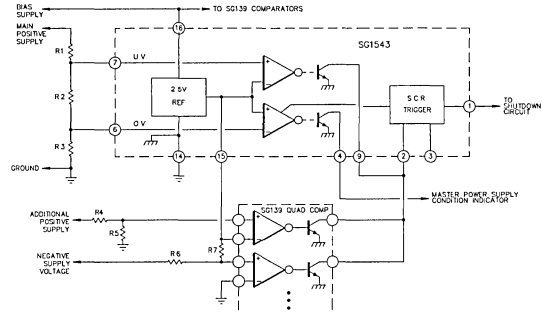 BIAS
SUPPLY
TO SG139 COMPARATORS
MAIN
POSITIVE
SUPPLY
16
SG1543
R1
7
U V
+
−
R2
2.5V
REF
SCR
TRIGGER
1
TO
SHUTDOWN
CIRCUIT
6
O V
+
−
R3
GROUND
14
15
4
9
2
3
MASTER POWER SUPPLY
CONDITION INDICATOR
SG139 QUAD COMP
ADDITIONAL
POSITIVE
SUPPLY
R4
R5
+
−
R7
NEGATIVE
SUPPLY
VOLTAGE
R6
+
−